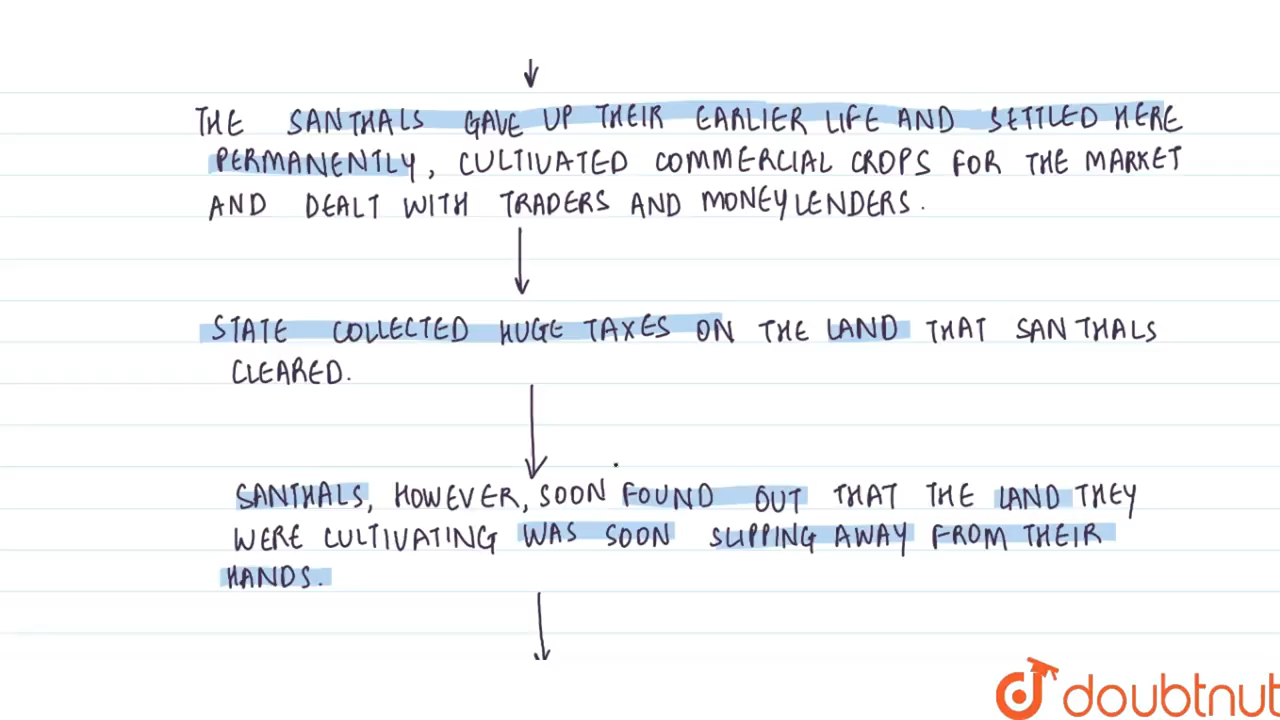 THE SANTHALS GAVE UP THEIR EARLIER LIFE AND SETTLED HERE
PERMANENTLY, CULTIVATED COMMERCIAL CROPS FOR THE MARKET
AND DEALT WITH TRADERS AND MONEYLENDERS.
STATE COLLECTED HUGE TAXES ON THE LAND THAT SANTHALS
CLEARED.
SANTHALS, HOWEVER, SOON FOUND OUT THAT THE LAND THEY
WERE CULTIVATING WAS SOON SLIPPING AWAY FROM THEIR
HANDS.
doubtnut